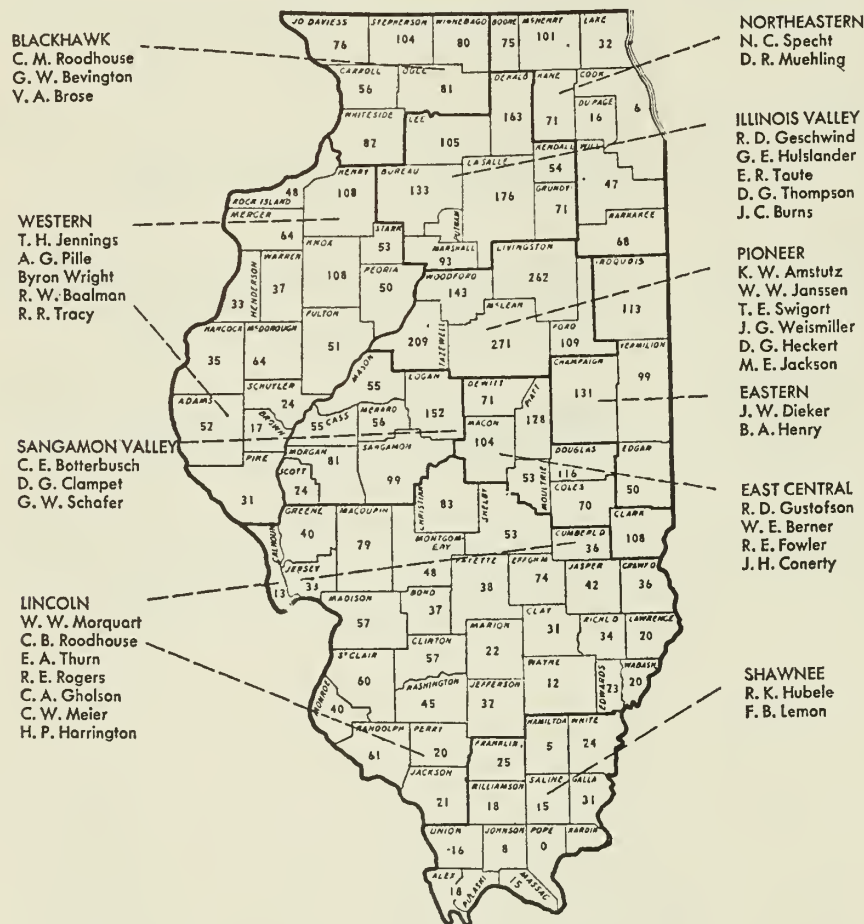 BLACKHAWK
C. M. Roodhouse
G. W. Bevington
V. A. Brose
WESTERN
T. H. Jennings
A. G. Pille
Byron Wright
R. W. Baalman
R. R. Tracy
SANGAMON VALLEY
C. E. Botterbusch
D. G. Clampet
G. W. Schafer
LINCOLN
W. W. Morquart
C. B. Roodhouse
E. A. Thurn
R. E. Rogers
C. A. Gholson
C. W. Meier
H. P. Harrington
NORTHEASTERN
N. C. Specht
D. R. Muehling
ILLINOIS VALLEY
R. D. Geschwind
G. E. Hulslander
E. R. Taute
D. G. Thompson
J. C. Burns
PIONEER
K. W. Amstutz
W. W. Janssen
T. E. Swigort
J. G. Weismiller
D. G. Heckert
M. E. Jackson
EASTERN
J. W. Dieker
B. A. Henry
EAST CENTRAL
R. D. Gustofson
W. E. Berner
R. E. Fowler
J. H. Conerty
SHAWNEE
R. K. Hubele
F. B. Lemon
JO DAVIESS
76
STEPHENSON
104
WINNEBAGO
80
BOONE
75
McHENRY
101
LAKE
32
CARROLL
56
OGLE
81
DEKALB
163
KANE
71
COOK
6
DU PAGE
16
WHITESIDE
82
LEE
105
KENDALL
54
WILL
47
ROCK ISLAND
48
HENRY
108
BUREAU
133
LA SALLE
176
GRUNDY
71
MERCER
64
STARK
53
PUTNAM
KANKAKEE
68
HENDERSON
33
WARREN
37
KNOX
108
PEORIA
50
MARSHALL
93
WOODFORD
143
LIVINGSTON
262
IROQUOIS
113
HANCOCK
35
McDONOUGH
64
FULTON
51
TAZEWELL
209
McLEAN
271
FORD
109
VERMILION
99
MASON
55
LOGAN
152
DEWITT
71
PIATT
128
CHAMPAIGN
131
ADAMS
52
SCHUYLER
24
BROWN
17
CASS
55
MENARD
56
MACON
104
DOUGLAS
116
EDGAR
50
PIKE
31
SCOTT
24
MORGAN
81
SANGAMON
99
CHRISTIAN
83
SHELBY
53
MOULTRIE
53
COLES
70
CLARK
108
CALHOUN
13
GREENE
40
MACOUPIN
79
MONTGOMERY
48
CUMBERL'D
36
JERSEY
FAYETTE
38
EFFGHM
74
JASPER
42
CRAWF'D
36
MADISON
57
BOND
37
CLAY
31
RICHL'D
34
LAWRENCE
20
ST CLAIR
60
CLINTON
57
MARION
22
WAYNE
12
EDWARDS
23
WABASH
20
MONROE
40
WASHINGTON
45
JEFFERSON
32
RANDOLPH
61
PERRY
20
FRANKLIN
25
HAMILTON
5
WHITE
24
JACKSON
21
WILLIAMSON
18
SALINE
15
GALLA
31
UNION
16
JOHNSON
8
POPE
0
HARDIN
ALEX
18
PULASKI
MASSAC
15